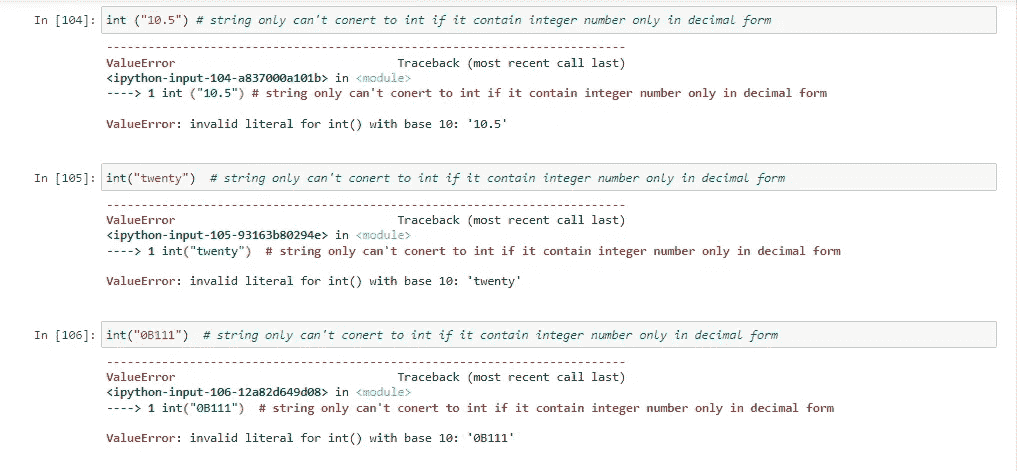 In [104]: int ("10.5") # string only can't conert to int if it contain integer number only in decimal form
---------------------------------------------------------------------------
ValueError                                Traceback (most recent call last)
<ipython-input-104-a837000a101b> in <module>
----> 1 int ("10.5") # string only can't conert to int if it contain integer number only in decimal form
ValueError: invalid literal for int() with base 10: '10.5'
In [105]: int("twenty")  # string only can't conert to int if it contain integer number only in decimal form
---------------------------------------------------------------------------
ValueError                                Traceback (most recent call last)
<ipython-input-105-93163b80294e> in <module>
----> 1 int("twenty")  # string only can't conert to int if it contain integer number only in decimal form
ValueError: invalid literal for int() with base 10: 'twenty'
In [106]: int("0B111")  # string only can't conert to int if it contain integer number only in decimal form
---------------------------------------------------------------------------
ValueError                                Traceback (most recent call last)
<ipython-input-106-12a82d649d08> in <module>
----> 1 int("0B111")  # string only can't conert to int if it contain integer number only in decimal form
ValueError: invalid literal for int() with base 10: '0B111'